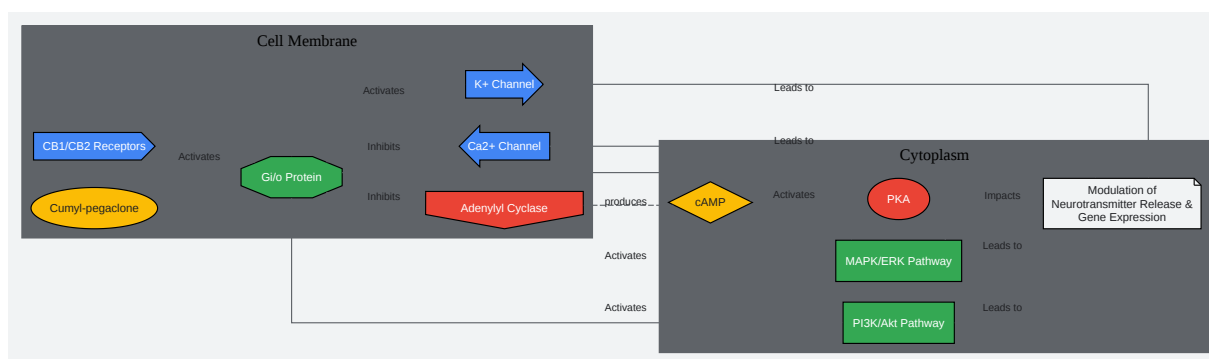 Cell Membrane
K+ Channel
Activates
Leads to
CB1/CB2 Receptors
Activates
Inhibits
Ca2+ Channel
Leads to
Cytoplasm
Gi/o Protein
Inhibits
Cumyl-pegaclone
Adenylyl Cyclase
produces
cAMP
Activates
PKA
Impacts
Modulation of
Neurotransmitter Release &
Gene Expression
Activates
MAPK/ERK Pathway
Leads to
Activates
PI3K/Akt Pathway
Leads to